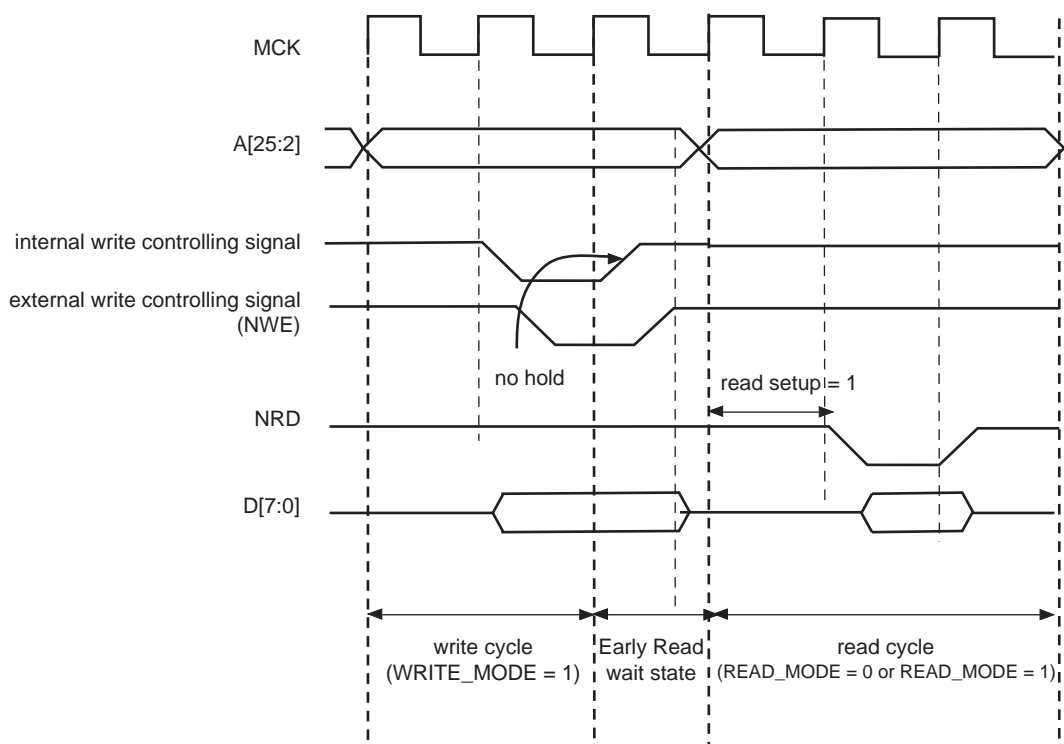 MCK
A[25:2]
internal write controlling signal
external write controlling signal
(NWE)
no hold
read setup = 1
NRD
D[7:0]
write cycle
(WRITE_MODE = 1)
Early Read
wait state
read cycle
(READ_MODE = 0 or READ_MODE = 1)